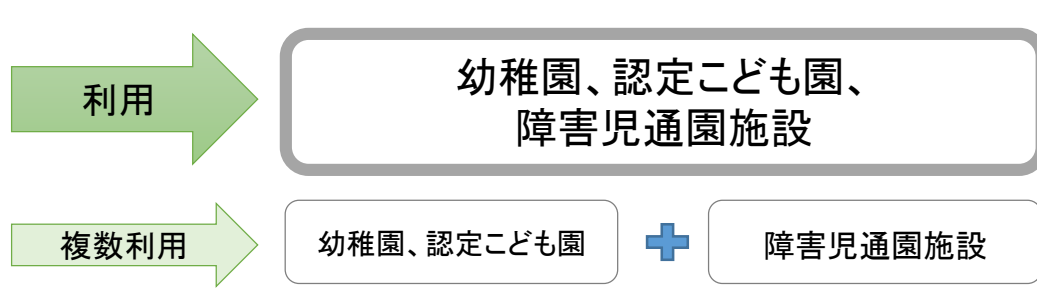 利用
幼稚園、認定こども園、
障害児通園施設
複数利用
幼稚園、認定こども園
障害児通園施設